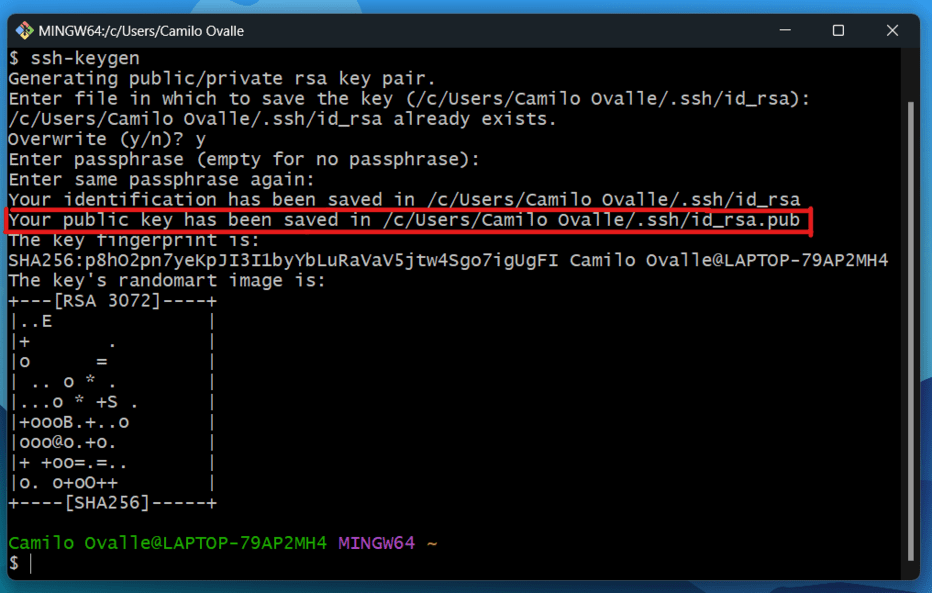 MINGW64:/c/Users/Camilo Ovalle
$ ssh-keygen
Generating public/private rsa key pair.
Enter file in which to save the key (/c/Users/Camilo Ovalle/.ssh/id_rsa):
/c/Users/Camilo Ovalle/.ssh/id_rsa already exists.
Overwrite (y/n)? y
Enter passphrase (empty for no passphrase):
Enter same passphrase again:
Your identification has been saved in /c/Users/Camilo Ovalle/.ssh/id_rsa
Your public key has been saved in /c/Users/Camilo Ovalle/.ssh/id_rsa.pub
The key fingerprint is:
SHA256:p8hO2pn7yeKpJI3I1byYbLuRaVaV5jtw4Sgo7igUgFI Camilo Ovalle@LAPTOP-79AP2MH4
The key's randomart image is:
+---[RSA 3072]----+
|..E              |
|+       .        |
|o      =         |
| .. o * .        |
|...o * +S .      |
|+oooB.+..o       |
|ooo@o.+o.        |
|+ +oo=.=..       |
|o. o+oO++        |
+----[SHA256]-----+
Camilo Ovalle@LAPTOP-79AP2MH4 MINGW64 ~
$